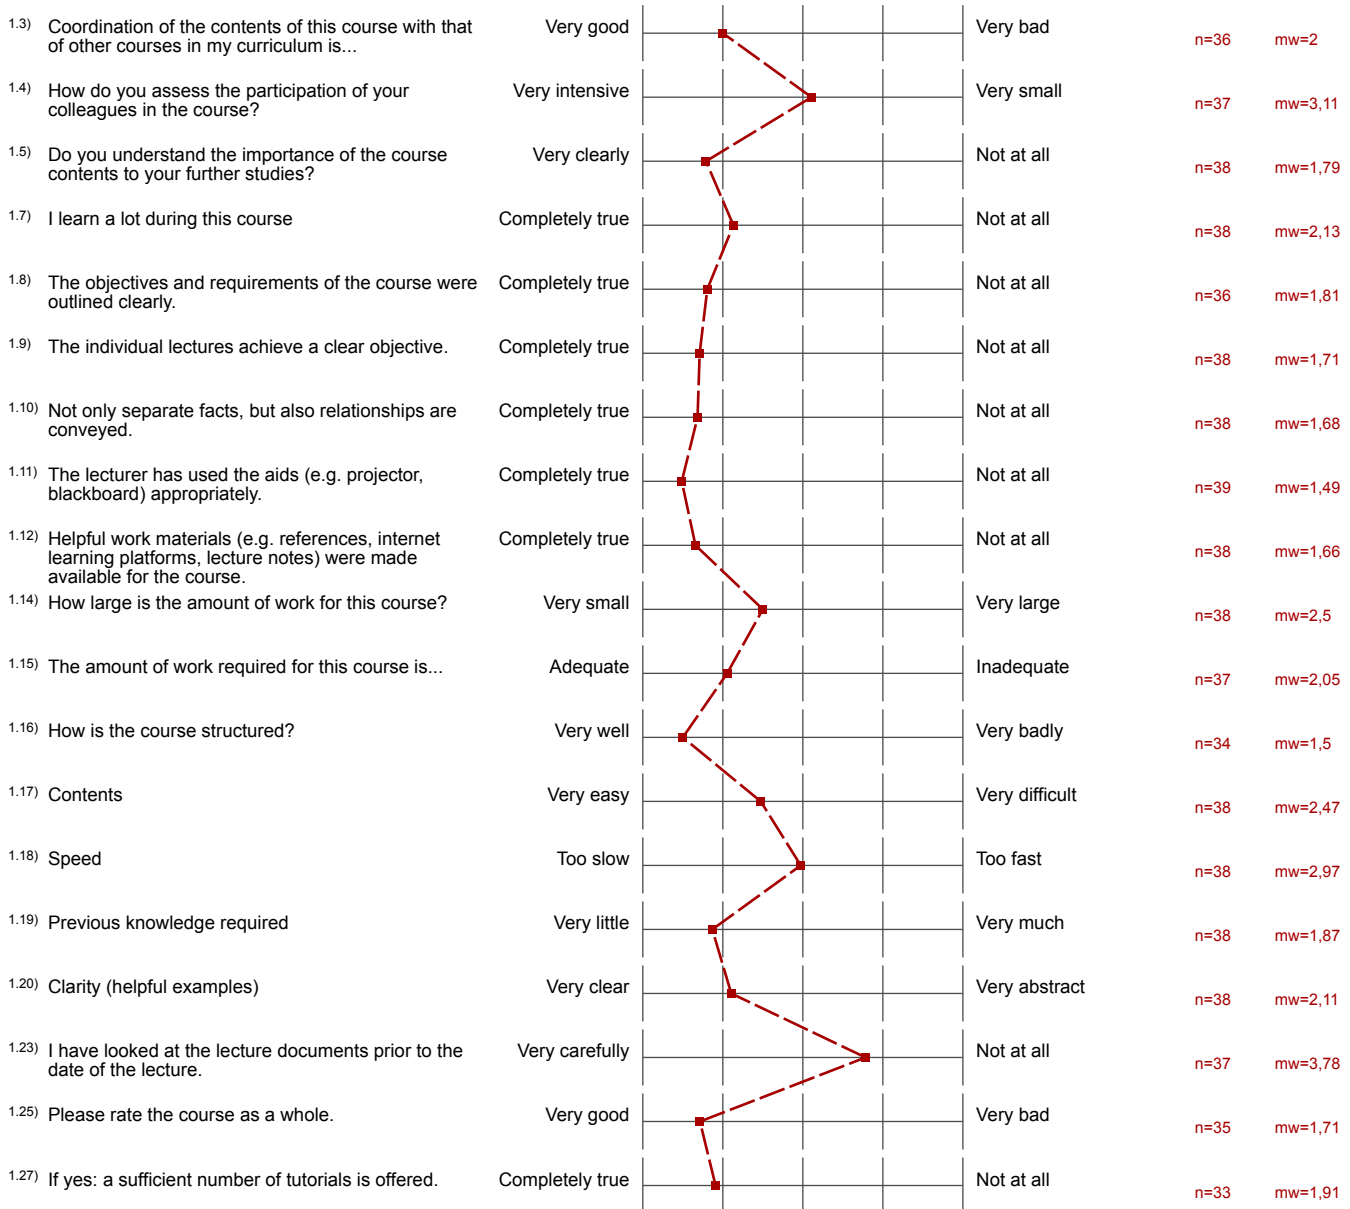 1.3) Coordination of the contents of this course with that Very good Very bad n=36 mw=2
of other courses in my curriculum is...
1.4) How do you assess the participation of your Very intensive Very small n=37 mw=3,11
colleagues in the course?
1.5) Do you understand the importance of the course Very clearly Not at all n=38 mw=1,79
contents to your further studies?
1.7) I learn a lot during this course Completely true Not at all n=38 mw=2,13
1.8) The objectives and requirements of the course were Completely true Not at all n=36 mw=1,81
outlined clearly.
1.9) The individual lectures achieve a clear objective. Completely true Not at all n=38 mw=1,71
1.10) Not only separate facts, but also relationships are Completely true Not at all n=38 mw=1,68
conveyed.
1.11) The lecturer has used the aids (e.g. projector, Completely true Not at all n=39 mw=1,49
blackboard) appropriately.
1.12) Helpful work materials (e.g. references, internet Completely true Not at all n=38 mw=1,66
learning platforms, lecture notes) were made
available for the course.
1.14) How large is the amount of work for this course? Very small Very large n=38 mw=2,5
1.15) The amount of work required for this course is... Adequate Inadequate n=37 mw=2,05
1.16) How is the course structured? Very well Very badly n=34 mw=1,5
1.17) Contents Very easy Very difficult n=38 mw=2,47
1.18) Speed Too slow Too fast n=38 mw=2,97
1.19) Previous knowledge required Very little Very much n=38 mw=1,87
1.20) Clarity (helpful examples) Very clear Very abstract n=38 mw=2,11
1.23) I have looked at the lecture documents prior to the Very carefully Not at all n=37 mw=3,78
date of the lecture.
1.25) Please rate the course as a whole. Very good Very bad n=35 mw=1,71
1.27) If yes: a sufficient number of tutorials is offered. Completely true Not at all n=33 mw=1,91